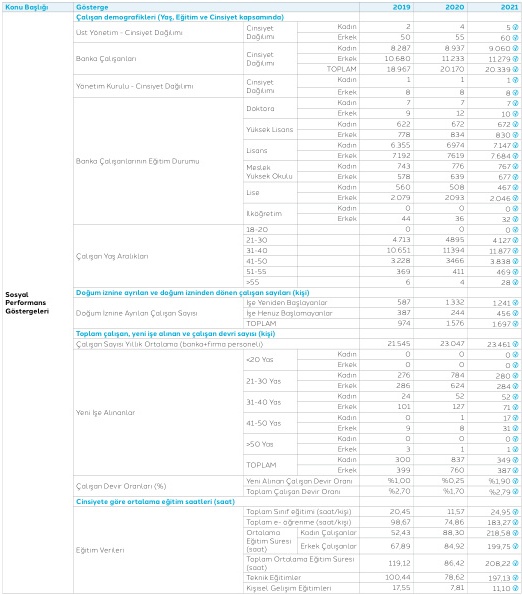 Konu Başlığı Gösterge 2019 2020 2021
Çalışan demografikleri (Yaş, Eğitim ve Cinsiyet kapsamında)
Üst Yönetim - Cinsiyet Dağılımı Cinsiyet Dağılımı Kadın 2 4 5
Erkek 50 55 60
Banka Çalışanları Cinsiyet Dağılımı Kadın 8.287 8.937 9.060
Erkek 10.680 11.233 11.279
TOPLAM 18.967 20.170 20.339
Yönetim Kurulu - Cinsiyet Dağılımı Cinsiyet Dağılımı Kadın 1 1 1
Erkek 8 8 8
Banka Çalışanlarının Eğitim Durumu Doktora Kadın 7 7 7
Erkek 9 12 10
Yüksek Lisans Kadın 622 672 672
Erkek 778 834 830
Lisans Kadın 6.355 6974 7.147
Erkek 7.192 7619 7.684
Meslek Yüksek Okulu Kadın 743 776 767
Erkek 578 639 677
Lise Kadın 560 508 467
Erkek 2.079 2093 2.046
İlköğretim Kadın 0 0 0
Erkek 44 36 32
Çalışan Yaş Aralıkları 18-20 0 0 0
21-30 4.713 4895 4.127
31-40 10.651 11394 11.877
41-50 3.228 3466 3.838
51-55 369 411 469
>55 6 4 28
Sosyal Performans Göstergeleri
Doğum iznine ayrılan ve doğum izninden dönen çalışan sayıları (kişi)
Doğum İznine Ayrılan Çalışan Sayısı İşe Yeniden Başlayanlar 587 1.332 1.241
İşe Henüz Başlamayanlar 387 244 456
TOPLAM 974 1576 1.697
Toplam çalışan, yeni işe alınan ve çalışan devri sayısı (kişi)
Çalışan Sayısı Yıllık Ortalama (banka+firma personeli) 21.545 23.047 23.461
Yeni İşe Alınanlar <20 Yaş Kadın 0 0 0
Erkek 0 0 0
21-30 Yaş Kadın 276 784 280
Erkek 286 624 284
31-40 Yaş Kadın 24 52 52
Erkek 101 127 71
41-50 Yaş Kadın 0 1 17
Erkek 9 8 31
>50 Yaş Kadın 0 0 0
Erkek 3 1 1
TOPLAM Kadın 300 837 349
Erkek 399 760 387
Çalışan Devir Oranları (%) Yeni Alınan Çalışan Devir Oranı %1,00 %0,25 %1,90
Toplam Çalışan Devir Oranı %2,70 %1,70 %2,79
Cinsiyete göre ortalama eğitim saatleri (saat)
Eğitim Verileri Toplam Sınıf eğitimi (saat/kişi) 20,45 11,57 24,95
Toplam e- öğrenme (saat/kişi) 98,67 74,86 183,27
Ortalama Eğitim Süresi (saat) Kadın Çalışanlar 52,43 88,30 218,58
Erkek Çalışanlar 67,89 84,92 199,75
Toplam Ortalama Eğitim Süresi (saat) 119,12 86,42 208,22
Teknik Eğitimler 100,44 78,62 197,13
Kişisel Gelişim Eğitimleri 17,55 7,81 11,10